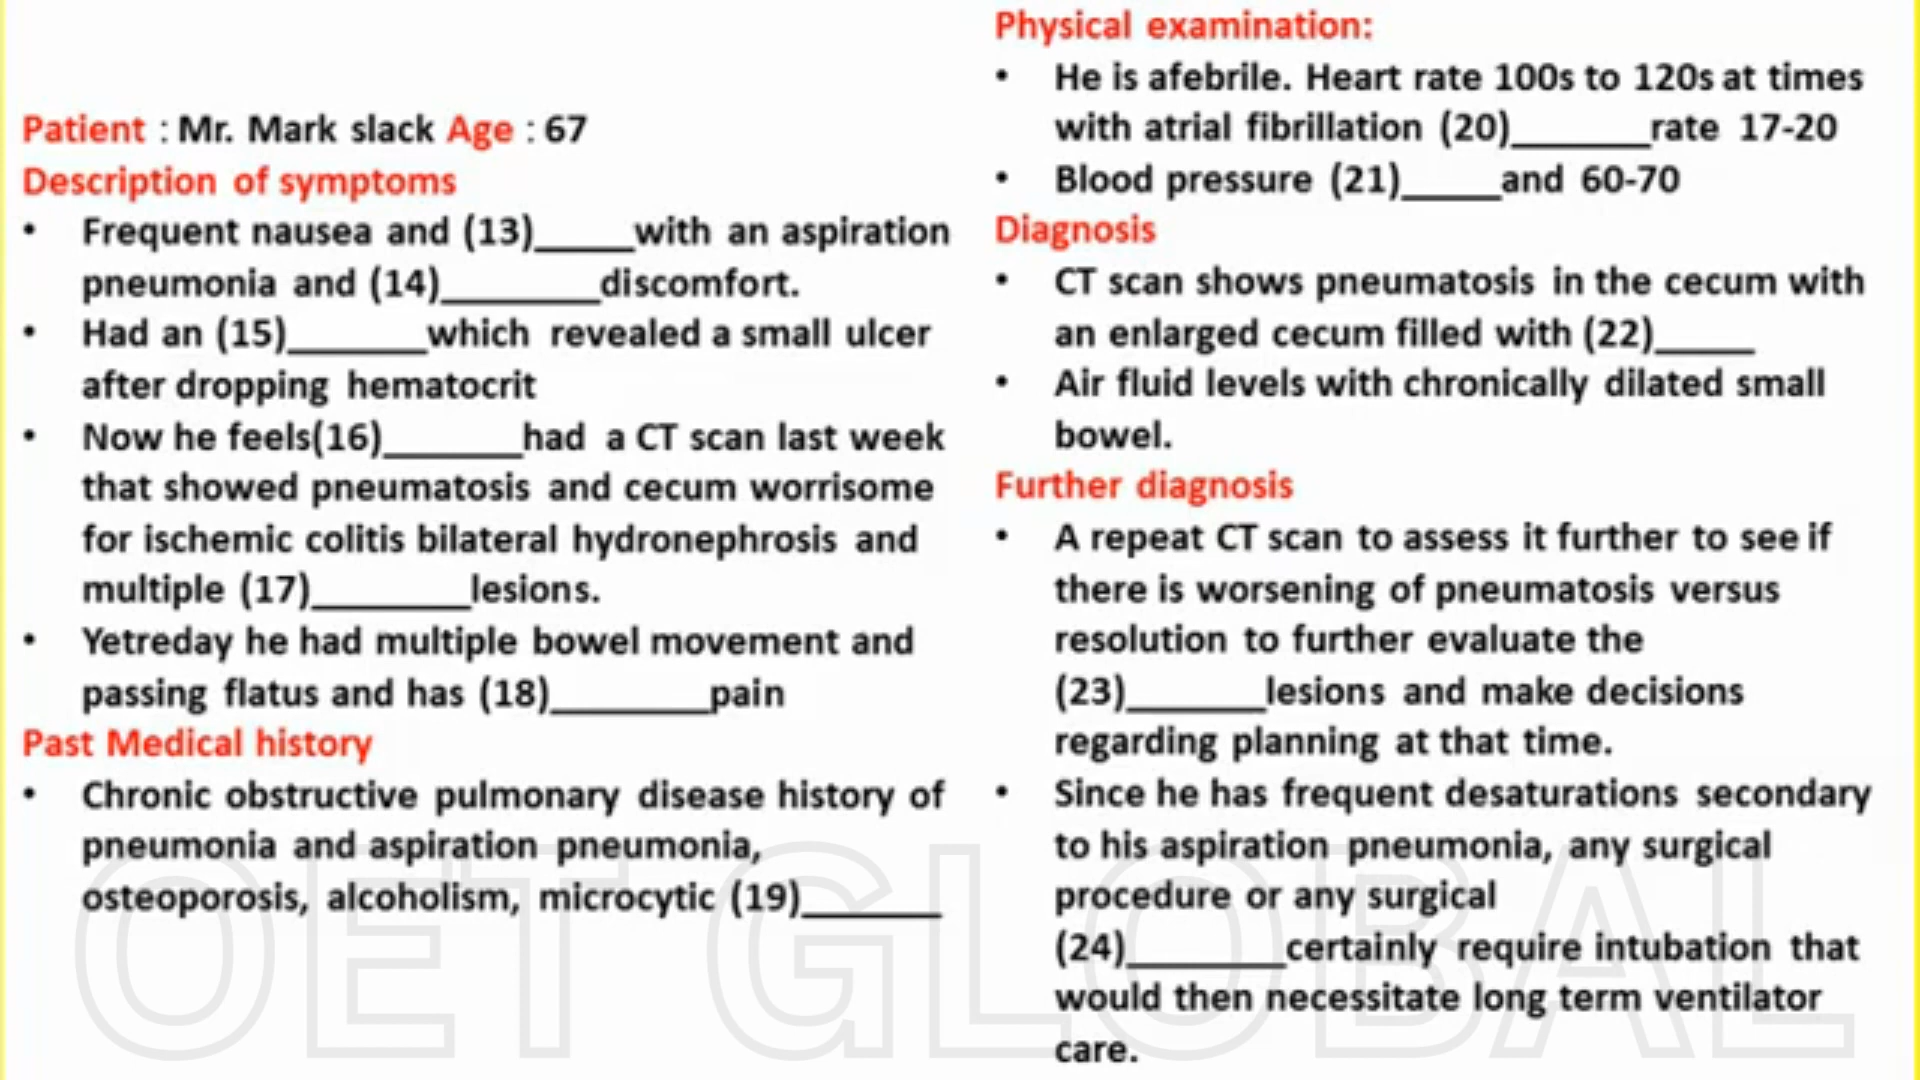 Patient : Mr. Mark slack Age : 67
Description of symptoms
• Frequent nausea and (13)_____with an aspiration
pneumonia and (14)________discomfort.
• Had an (15)_______which revealed a small ulcer
after dropping hematocrit
• Now he feels(16)_______had a CT scan last week
that showed pneumatosis and cecum worrisome
for ischemic colitis bilateral hydronephrosis and
multiple (17)________lesions.
• Yetreday he had multiple bowel movement and
passing flatus and has (18)________pain
Past Medical history
• Chronic obstructive pulmonary disease history of
pneumonia and aspiration pneumonia,
osteoporosis, alcoholism, microcytic (19)_______
Physical examination:
• He is afebrile. Heart rate 100s to 120s at times
with atrial fibrillation (20)_______rate 17-20
• Blood pressure (21)_____and 60-70
Diagnosis
• CT scan shows pneumatosis in the cecum with
an enlarged cecum filled with (22)_____
• Air fluid levels with chronically dilated small
bowel.
Further diagnosis
• A repeat CT scan to assess it further to see if
there is worsening of pneumatosis versus
resolution to further evaluate the
(23)_______lesions and make decisions
regarding planning at that time.
• Since he has frequent desaturations secondary
to his aspiration pneumonia, any surgical
procedure or any surgical
(24)________certainly require intubation that
would then necessitate long term ventilator
care.
OET GLOBAL